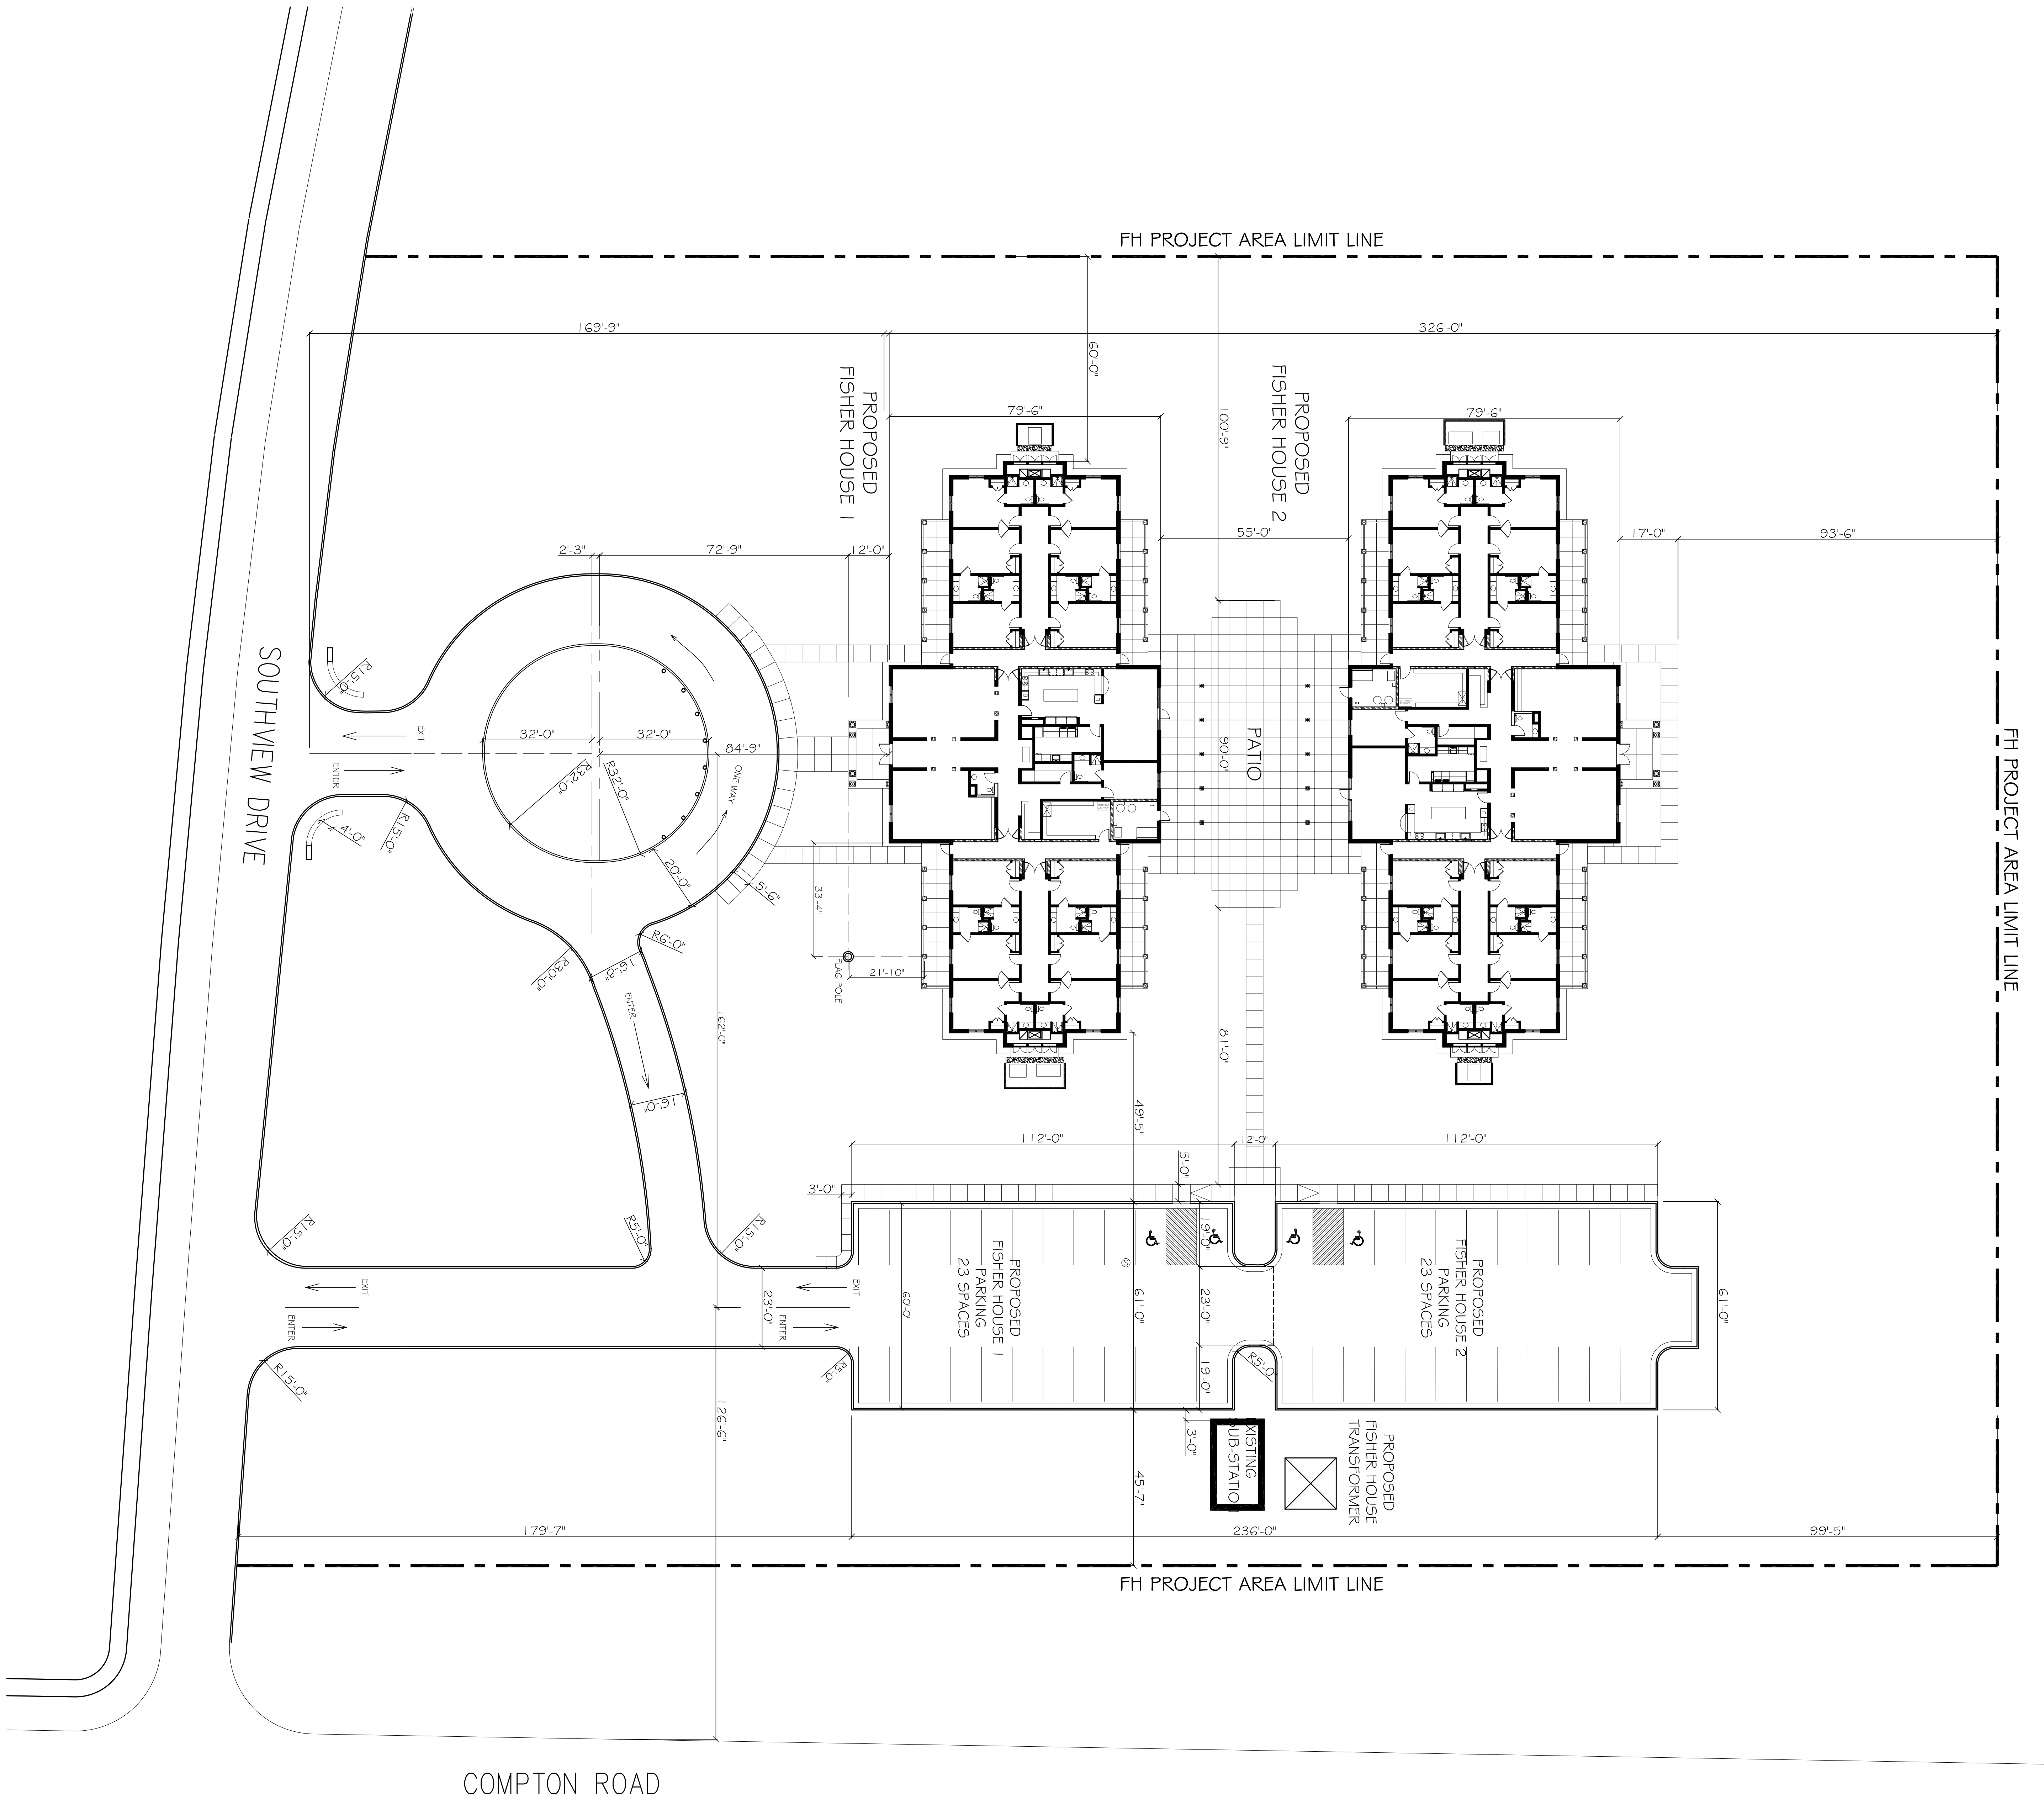 FH PROJECT AREA LIMIT LINE
169'-9"
326'-0"
60'-0"
PROPOSED
FISHER HOUSE 1
PROPOSED
FISHER HOUSE 2
79'-6"
100'-9"
79'-6"
2'-3"
72'-9"
12'-0"
55'-0"
17'-0"
93'-6"
SOUTHVIEW DRIVE
R15'-0"
EXIT
ENTER
32'-0"
32'-0"
84'-9"
R32'-0"
R32'-0"
ONE WAY
PATIO
90'-0"
FH PROJECT AREA LIMIT LINE
4'-0"
R15'-0"
20'-0"
5'-6"
33'-4"
R6'-0"
R30'-0"
16'-8"
FLAG POLE
21'-10"
ENTER
162'-0"
81'-0"
16'-0"
49'-5"
112'-0"
12'-0"
112'-0"
5'-0"
3'-0"
R15'-0"
R5'-0"
R15'-0"
19'-0"
EXIT
ENTER
EXIT
ENTER
23'-0"
60'-0"
PROPOSED
FISHER HOUSE 1
PARKING
23 SPACES
61'-0"
23'-0"
PROPOSED
FISHER HOUSE 2
PARKING
23 SPACES
61'-0"
R15'-0"
R5'-0"
19'-0"
R5'-0"
126'-6"
3'-0"
45'-7"
XISTING
UB-STATIO
PROPOSED
FISHER HOUSE
TRANSFORMER
179'-7"
236'-0"
99'-5"
FH PROJECT AREA LIMIT LINE
COMPTON ROAD